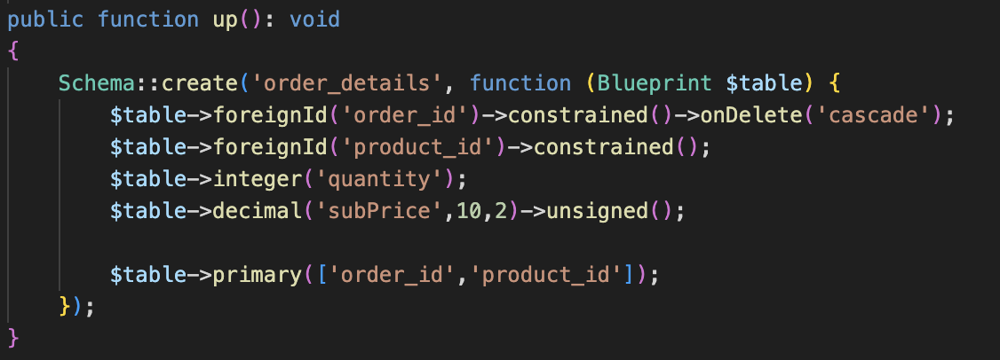 public function up(): void
{
    Schema::create('order_details', function (Blueprint $table) {
        $table->foreignId('order_id')->constrained()->onDelete('cascade');
        $table->foreignId('product_id')->constrained();
        $table->integer('quantity');
        $table->decimal('subPrice',10,2)->unsigned();

        $table->primary(['order_id','product_id']);
    });
}